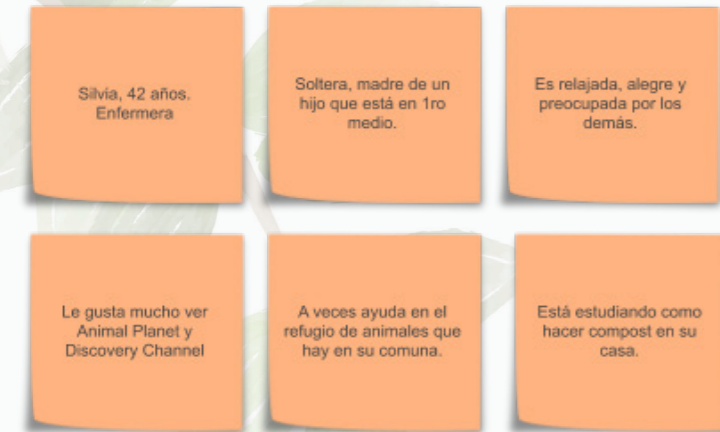 Silvia, 42 años.
Enfermera
Soltera, madre de un
hijo que está en 1ro
medio.
Es relajada, alegre y
preocupada por los
demás.
Le gusta mucho ver
Animal Planet y
Discovery Channel
A veces ayuda en el
refugio de animales que
hay en su comuna.
Está estudiando como
hacer compost en su
casa.